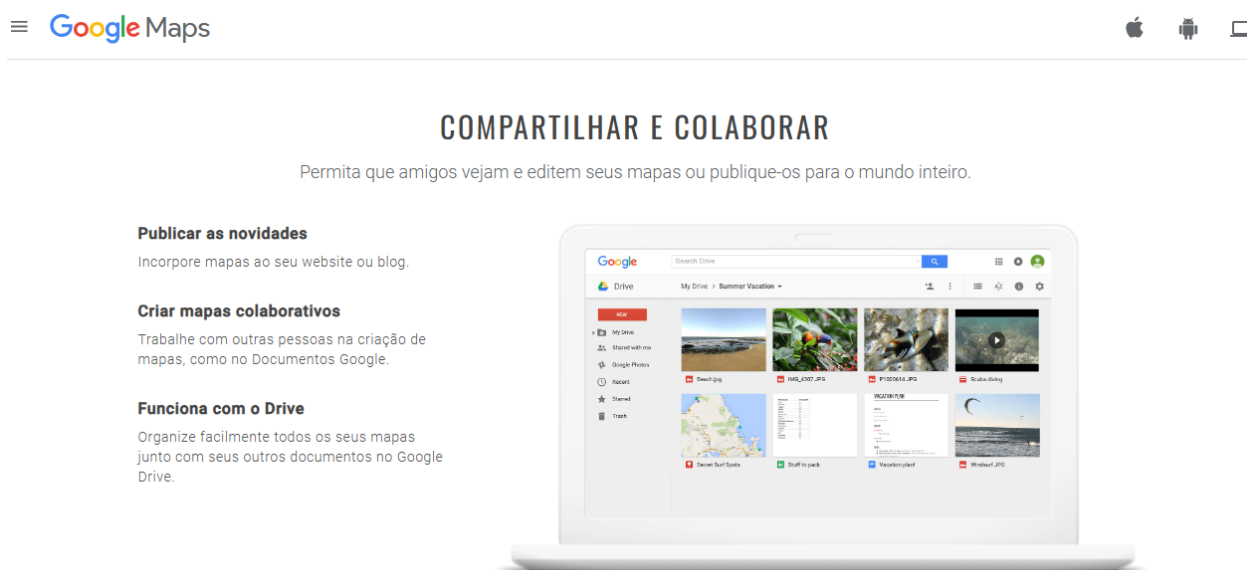 Google Maps
COMPARTILHAR E COLABORAR
Permita que amigos vejam e editem seus mapas ou publique-os para o mundo inteiro.
Publicar as novidades
Incorpore mapas ao seu website ou blog.
Criar mapas colaborativos
Trabalhe com outras pessoas na criação de
mapas, como no Documentos Google.
Funciona com o Drive
Organize facilmente todos os seus mapas
junto com seus outros documentos no Google
Drive.
Google
Search Drive
Drive
My Drive > Summer Vacation
NEW
My Drive
Shared with me
Google Photos
Recent
Starred
Trash
Beach.jpg
IMG_4207.JPG
P1000614.JPG
Scuba diving
VACATION PLAN
Secret Surf Spots
Stuff to pack
Vacation plan!
Windsurf.JPG